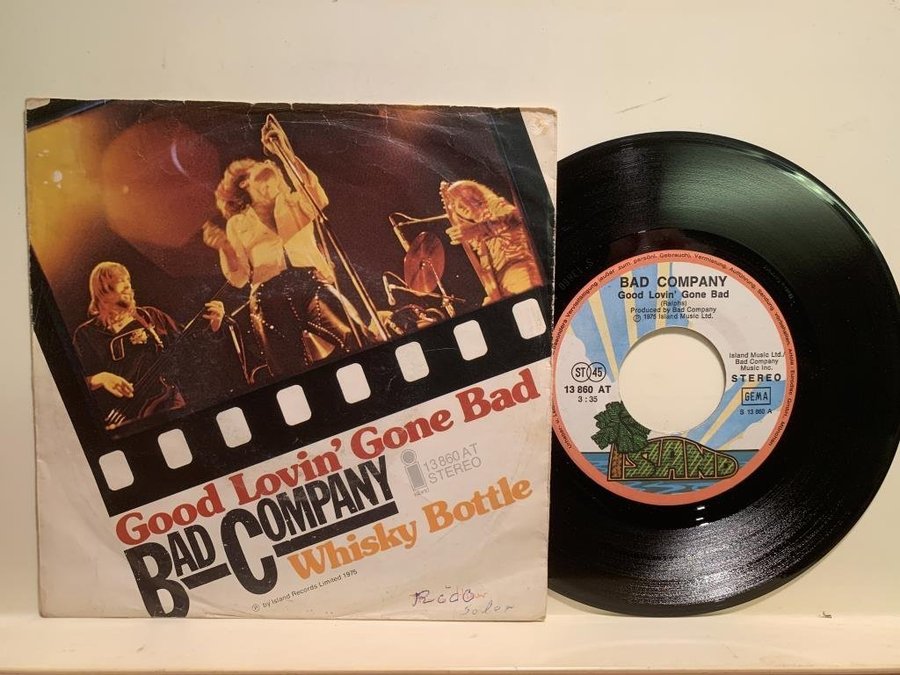 Good Lovin' Gone Bad
BAD COMPANY
i
island
13 860 AT
STEREO
Whisky Bottle
℗ by Island Records Limited 1975
BAD COMPANY
Good Lovin' Gone Bad
(Ralphs)
Produced by Bad Company
℗ 1975 Island Music Ltd.
ST 45
13 860 AT
3:35
Island Music Ltd./
Bad Company
Music Inc.
STEREO
GEMA
S 13 860 A
ISLAND